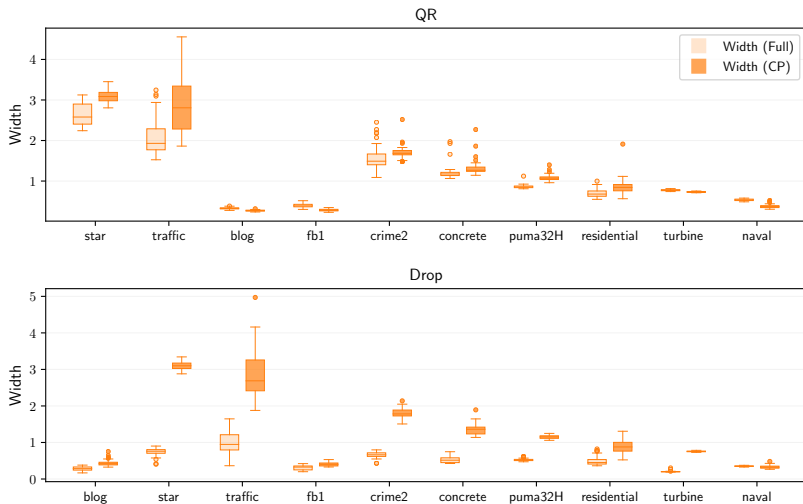 QR
Width (Full)
Width (CP)
Width
4
3
2
1
star traffic blog fb1 crime2 concrete puma32H residential turbine naval
Drop
Width
5
4
3
2
1
0
blog star traffic fb1 crime2 concrete puma32H residential turbine naval